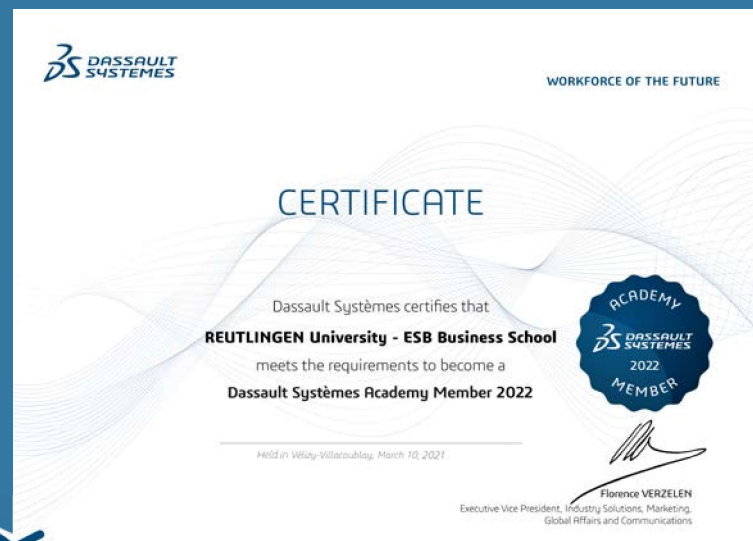 DASSAULT
SYSTEMES
WORKFORCE OF THE FUTURE
CERTIFICATE
Dassault Systèmes certifies that
REUTLINGEN University - ESB Business School
meets the requirements to become a
Dassault Systèmes Academy Member 2022
ACADEMY
DASSAULT
SYSTEMES
2022
MEMBER
Held in Vélizy-Villacoublay, March 10, 2021
Florence VERZELEN
Executive Vice President, Industry Solutions, Marketing,
Global Affairs and Communications